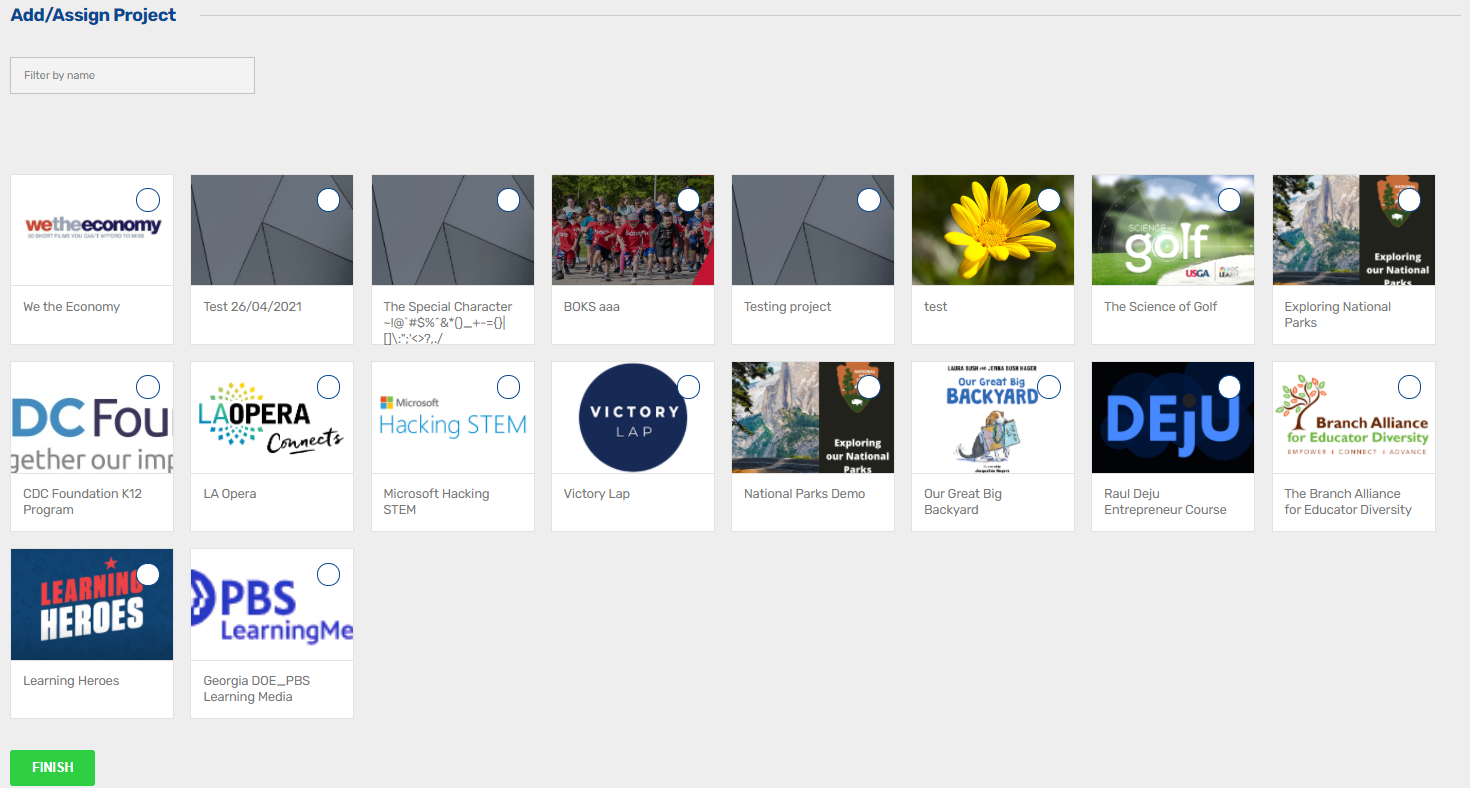 Add/Assign Project
Filter by name
wetheeconomy
20 SHORT FILMS YOU CAN'T AFFORD TO MISS
We the Economy
Test 26/04/2021
The Special Character
~!@`#$%^&*()_+-={}|
[]\:";'<>?,./
BOKS aaa
Testing project
test
SCIENCE
golf
USGA
The Science of Golf
NATIONAL
Exploring
our National
Parks
Exploring National
Parks
DC Foun
gether our imp
CDC Foundation K12
Program
LAOPERA
Connects
LA Opera
Microsoft
Hacking STEM
Microsoft Hacking
STEM
VICTORY
LAP
Victory Lap
NATIONAL
Exploring
our National
Parks
National Parks Demo
LAURA BUSH AND JENNA BUSH HAGER
Our Great Big
BACKYARD
Our Great Big
Backyard
DEjU
Raul Deju
Entrepreneur Course
Branch Alliance
for Educator Diversity
EMPOWER | CONNECT | ADVANCE
The Branch Alliance
for Educator Diversity
LEARNING
HEROES
Learning Heroes
PBS
LearningMe
Georgia DOE_PBS
Learning Media
FINISH